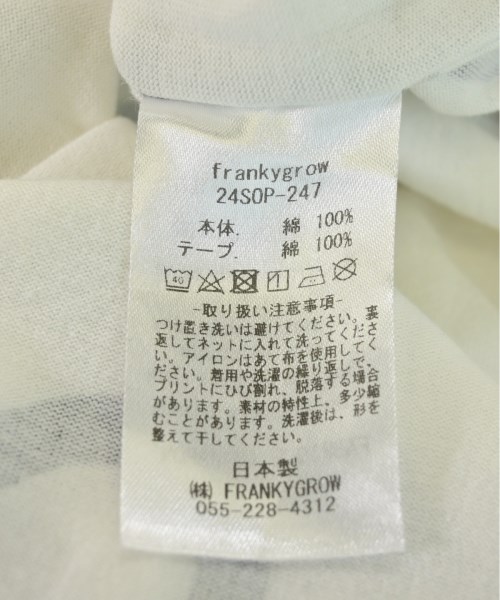 frankygrow
24SOP-247
本体. 綿 100%
テープ. 綿 100%
40
-取り扱い注意事項-
つけ置き洗いは避けてください。裏
返してネットに入れて洗ってくださ
い。アイロンはあて布を使用してく
ださい。着用や洗濯の繰り返しで、
プリントにひび割れ、脱落する場合
があります。素材の特性上、多少縮
むことがあります。洗濯後は、形を
整えて干してください。
日本製
㈱ FRANKYGROW
055-228-4312